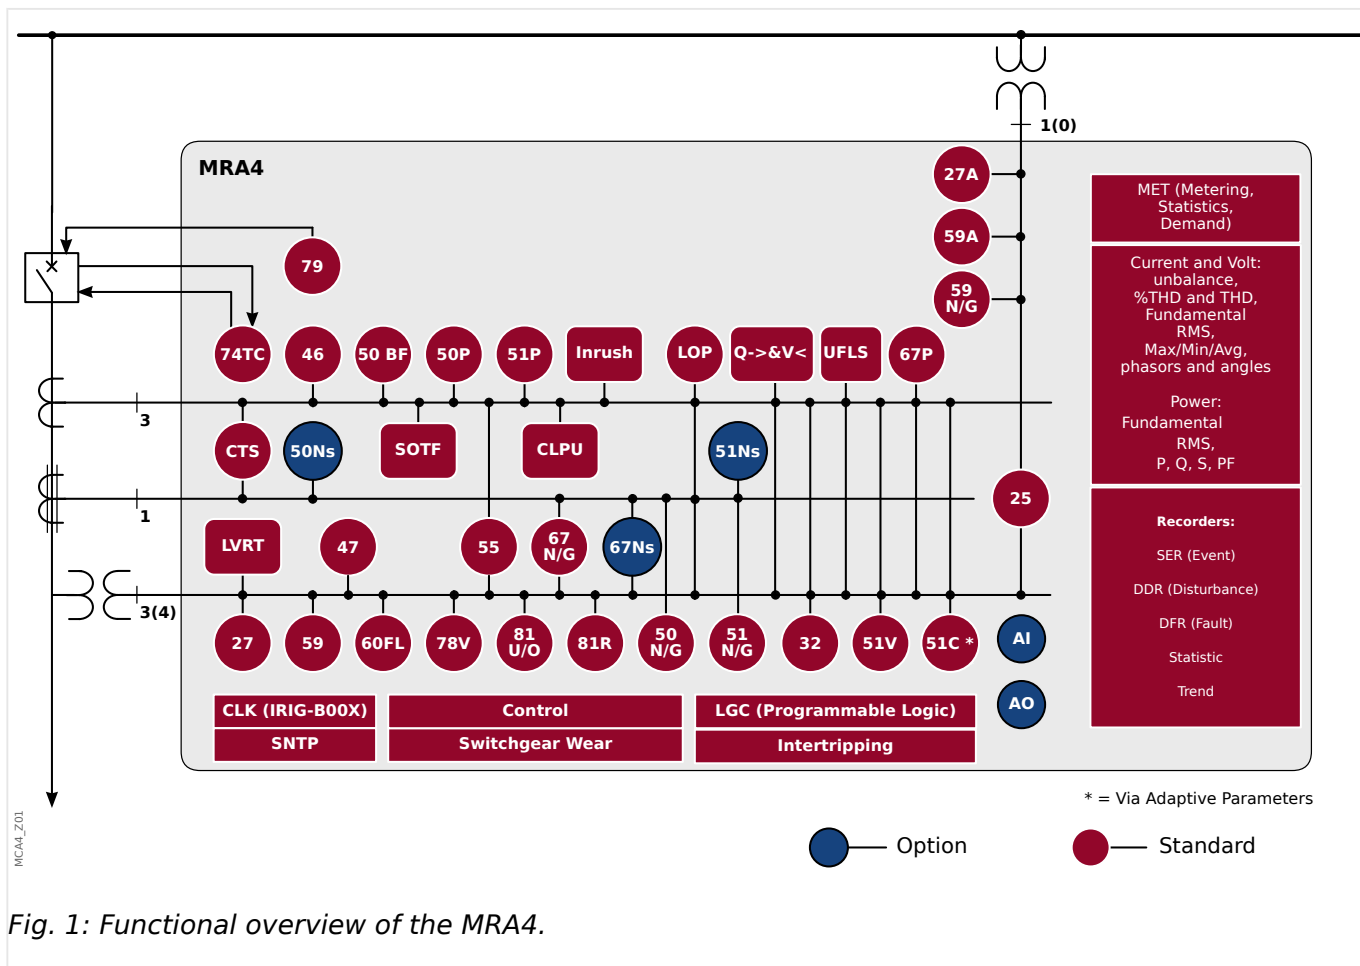 1(0)
MRA4
27A
59A
59
N/G
79
74TC
46
50 BF
50P
51P
Inrush
LOP
Q->&V<
UFLS
67P
3
CTS
50Ns
SOTF
CLPU
51Ns
25
1
LVRT
47
55
67
N/G
67Ns
3(4)
27
59
60FL
78V
81
U/O
81R
50
N/G
51
N/G
32
51V
51C *
AI
AO
CLK (IRIG-B00X)
Control
LGC (Programmable Logic)
SNTP
Switchgear Wear
Intertripping
MET (Metering,
Statistics,
Demand)
Current and Volt:
unbalance,
%THD and THD,
Fundamental
RMS,
Max/Min/Avg,
phasors and angles
Power:
Fundamental
RMS,
P, Q, S, PF
Recorders:
SER (Event)
DDR (Disturbance)
DFR (Fault)
Statistic
Trend
* = Via Adaptive Parameters
Option
Standard
MCA4_Z01
Fig. 1: Functional overview of the MRA4.